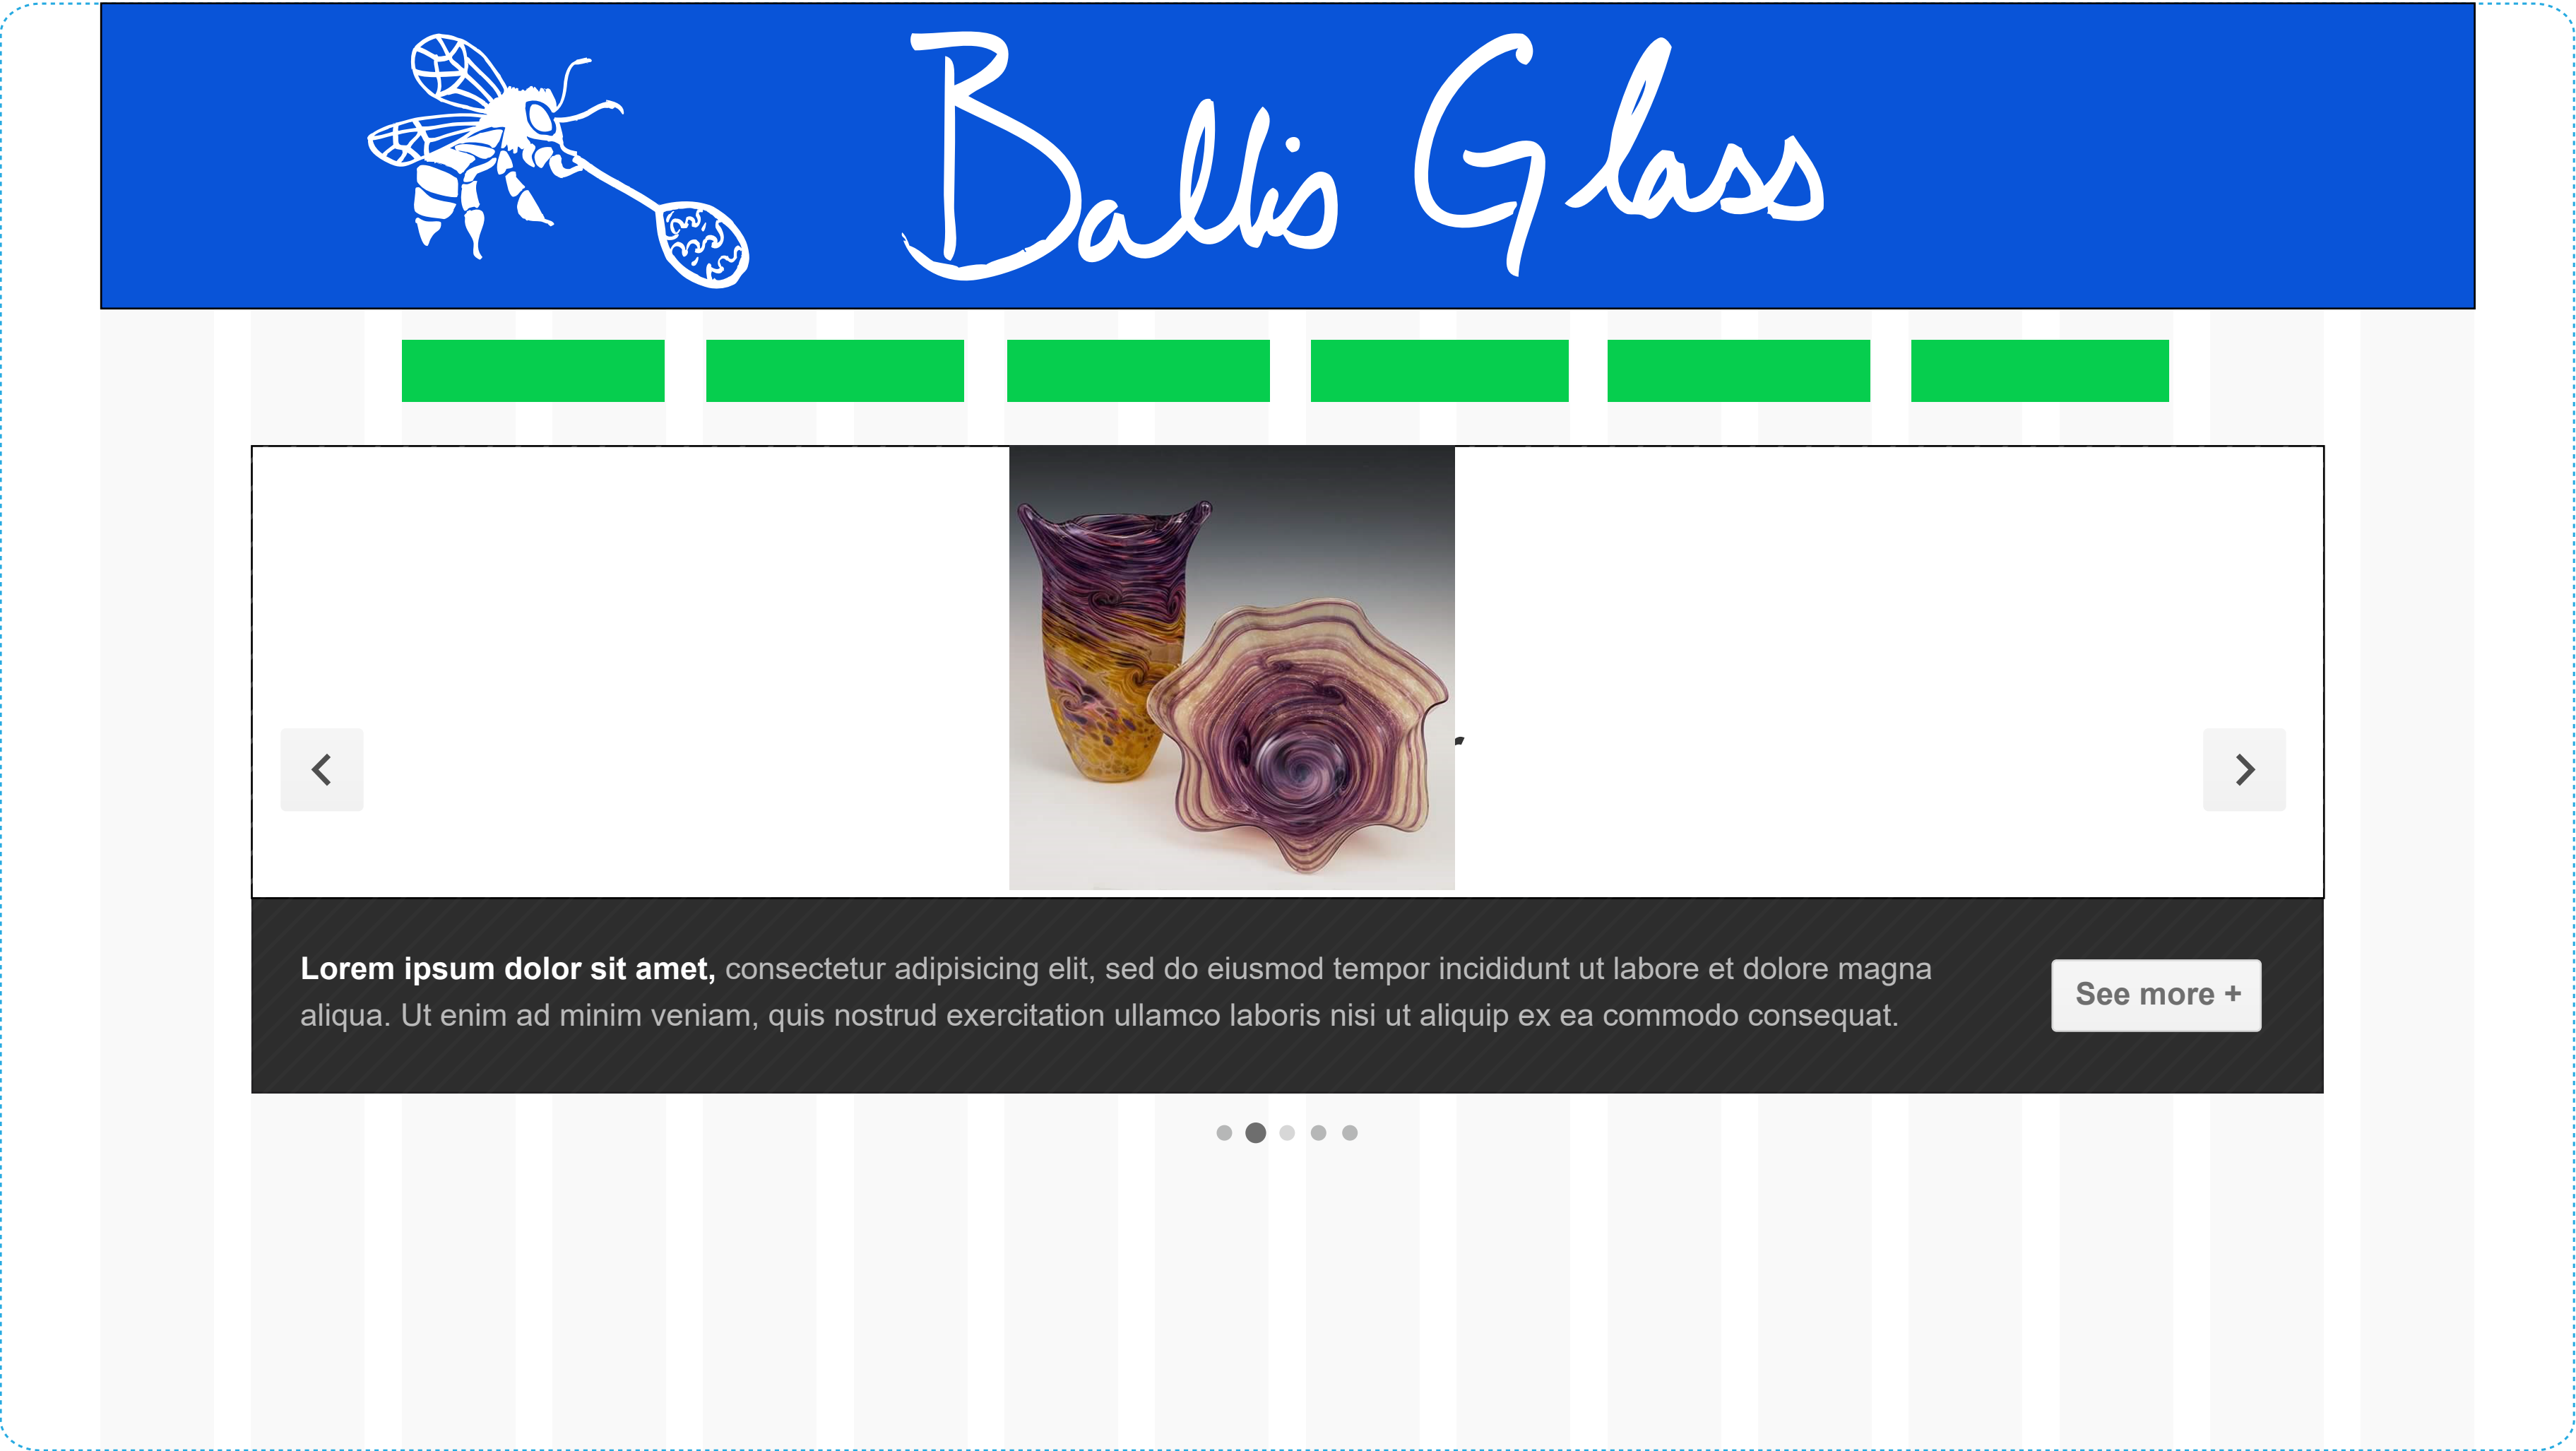 Ballis Glass
Lorem ipsum dolor sit amet, consectetur adipisicing elit, sed do eiusmod tempor incididunt ut labore et dolore magna
aliqua. Ut enim ad minim veniam, quis nostrud exercitation ullamco laboris nisi ut aliquip ex ea commodo consequat.
See more +